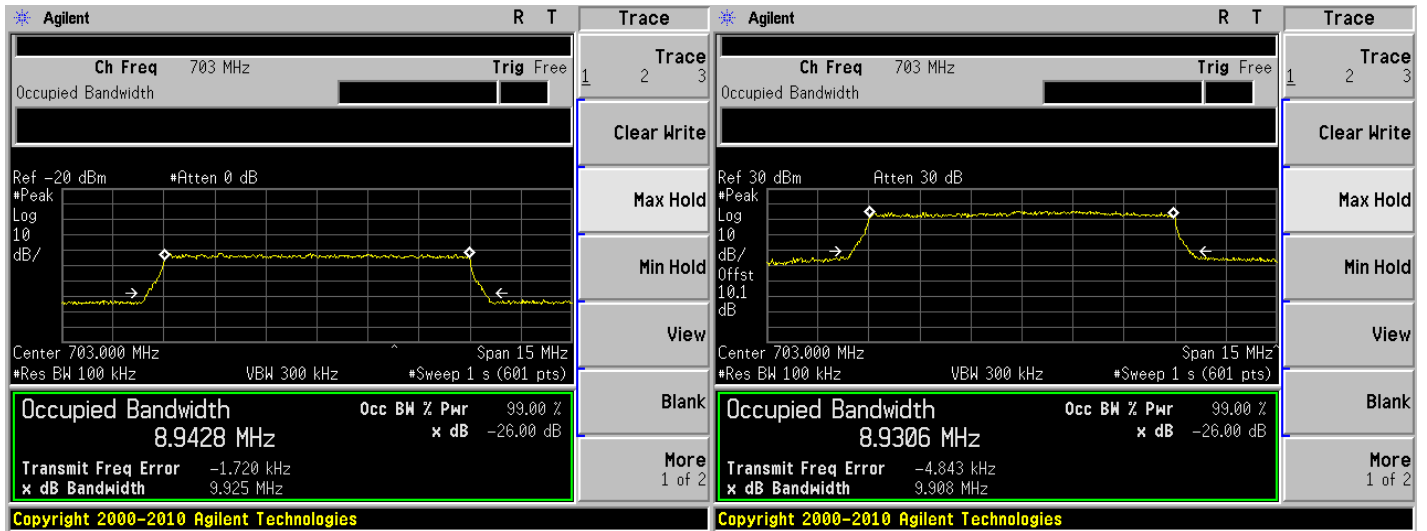 Agilent R T Trace
Ch Freq 703 MHz Trig Free
Occupied Bandwidth
Trace
1 2 3
Clear Write
Max Hold
Min Hold
View
Blank
More
1 of 2
Ref -20 dBm #Atten 0 dB
#Peak
Log
10
dB/
Center 703.000 MHz ^ Span 15 MHz
#Res BW 100 kHz VBW 300 kHz #Sweep 1 s (601 pts)
Occupied Bandwidth Occ BW % Pwr 99.00 %
8.9428 MHz x dB -26.00 dB
Transmit Freq Error -1.720 kHz
x dB Bandwidth 9.925 MHz
Copyright 2000-2010 Agilent Technologies
Agilent R T Trace
Ch Freq 703 MHz Trig Free
Occupied Bandwidth
Trace
1 2 3
Clear Write
Max Hold
Min Hold
View
Blank
More
1 of 2
Ref 30 dBm Atten 30 dB
#Peak
Log
10
dB/
Offst
10.1
dB
Center 703.000 MHz Span 15 MHz^
#Res BW 100 kHz VBW 300 kHz #Sweep 1 s (601 pts)
Occupied Bandwidth Occ BW % Pwr 99.00 %
8.9306 MHz x dB -26.00 dB
Transmit Freq Error -4.843 kHz
x dB Bandwidth 9.908 MHz
Copyright 2000-2010 Agilent Technologies